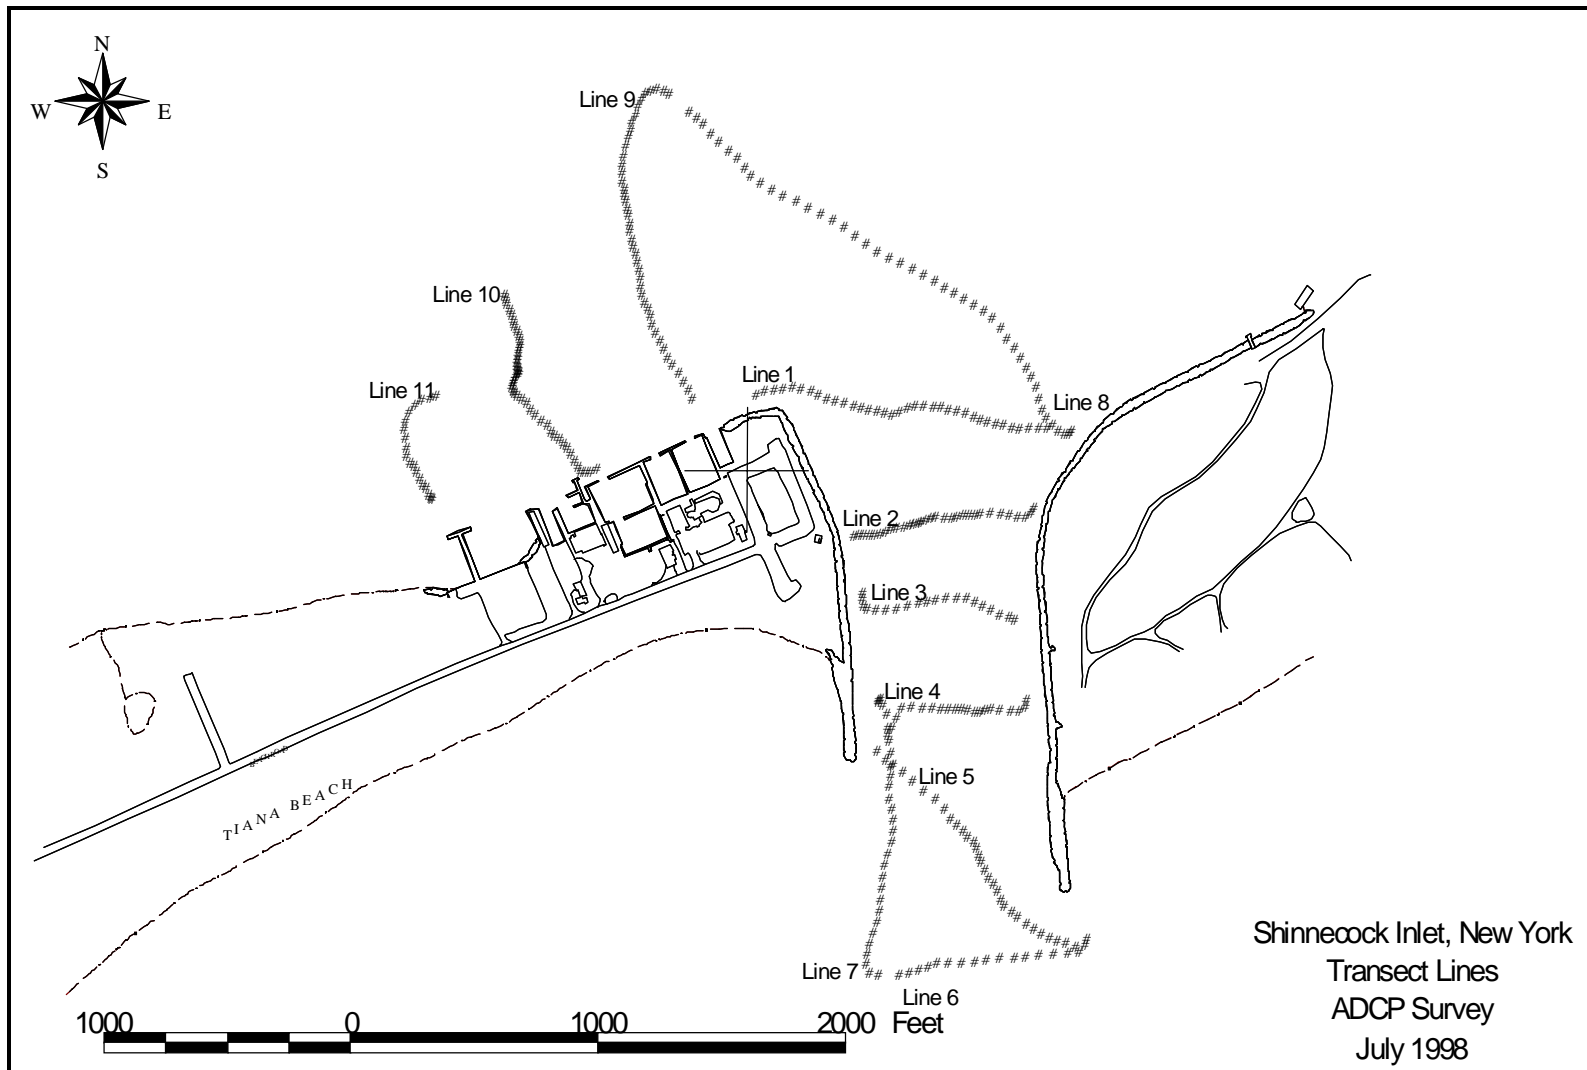 N
W E
S
Line 9
Line 10
Line 11
Line 1
Line 8
Line 2
Line 3
Line 4
Line 5
TIANA BEACH
Line 7
Line 6
1000 0 1000 2000 Feet
Shinnecock Inlet, New York
Transect Lines
ADCP Survey
July 1998